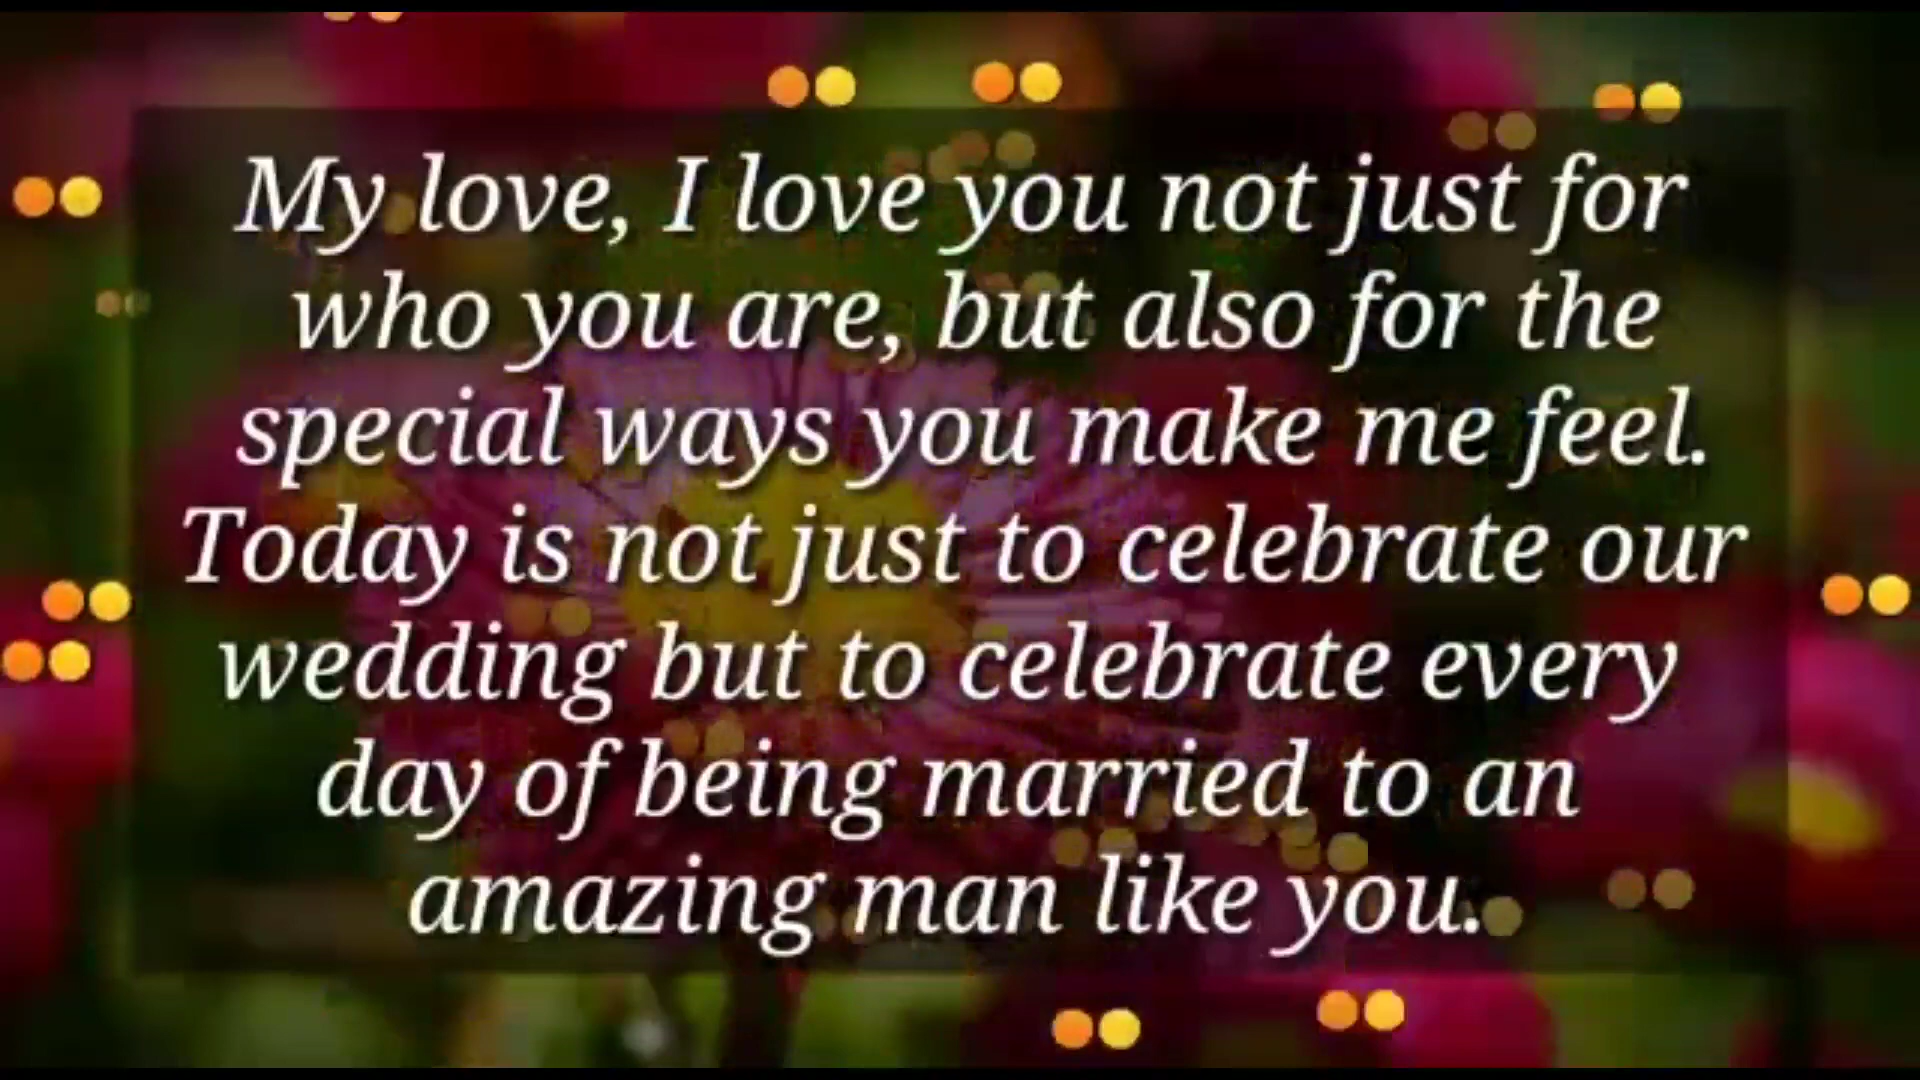 My love, I love you not just for
who you are, but also for the
special ways you make me feel.
Today is not just to celebrate our
wedding but to celebrate every
day of being married to an
amazing man like you.